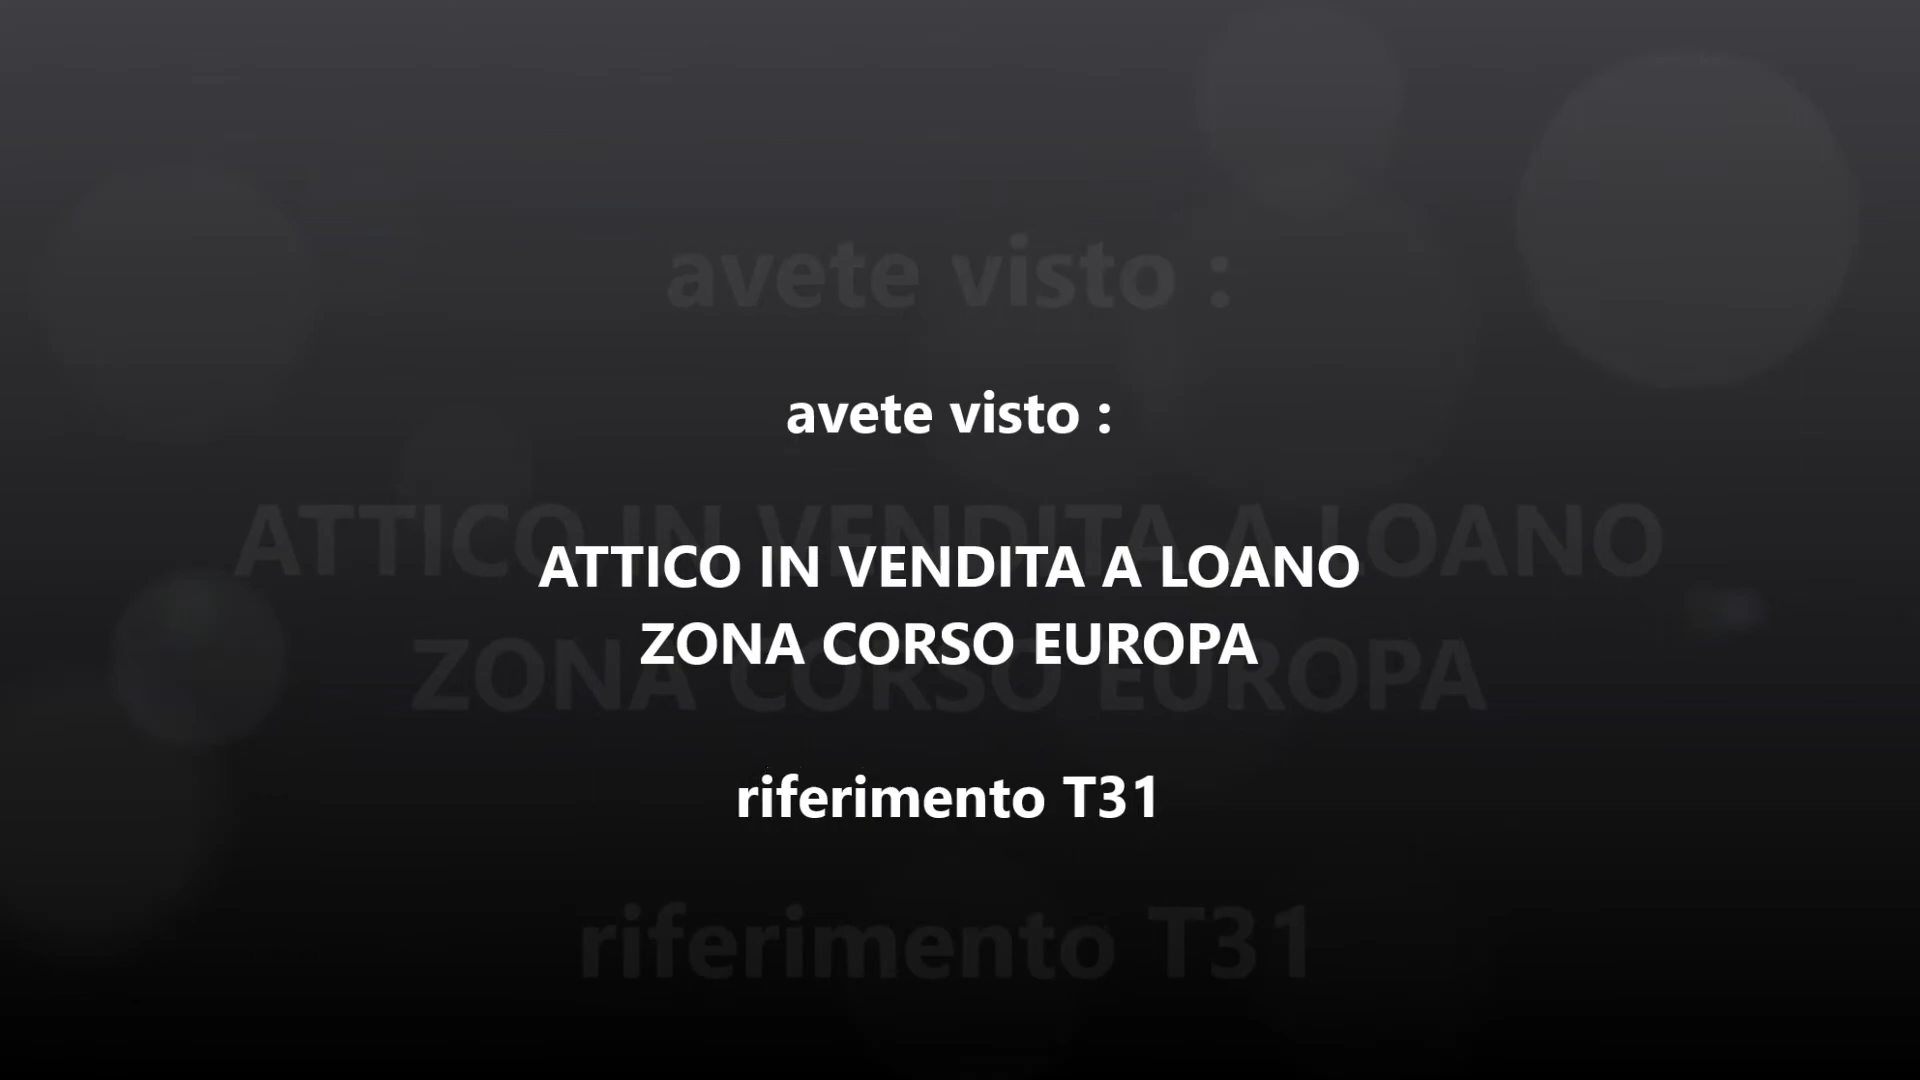 avete visto :
ATTICO IN VENDITA A LOANO
ZONA CORSO EUROPA
riferimento T31